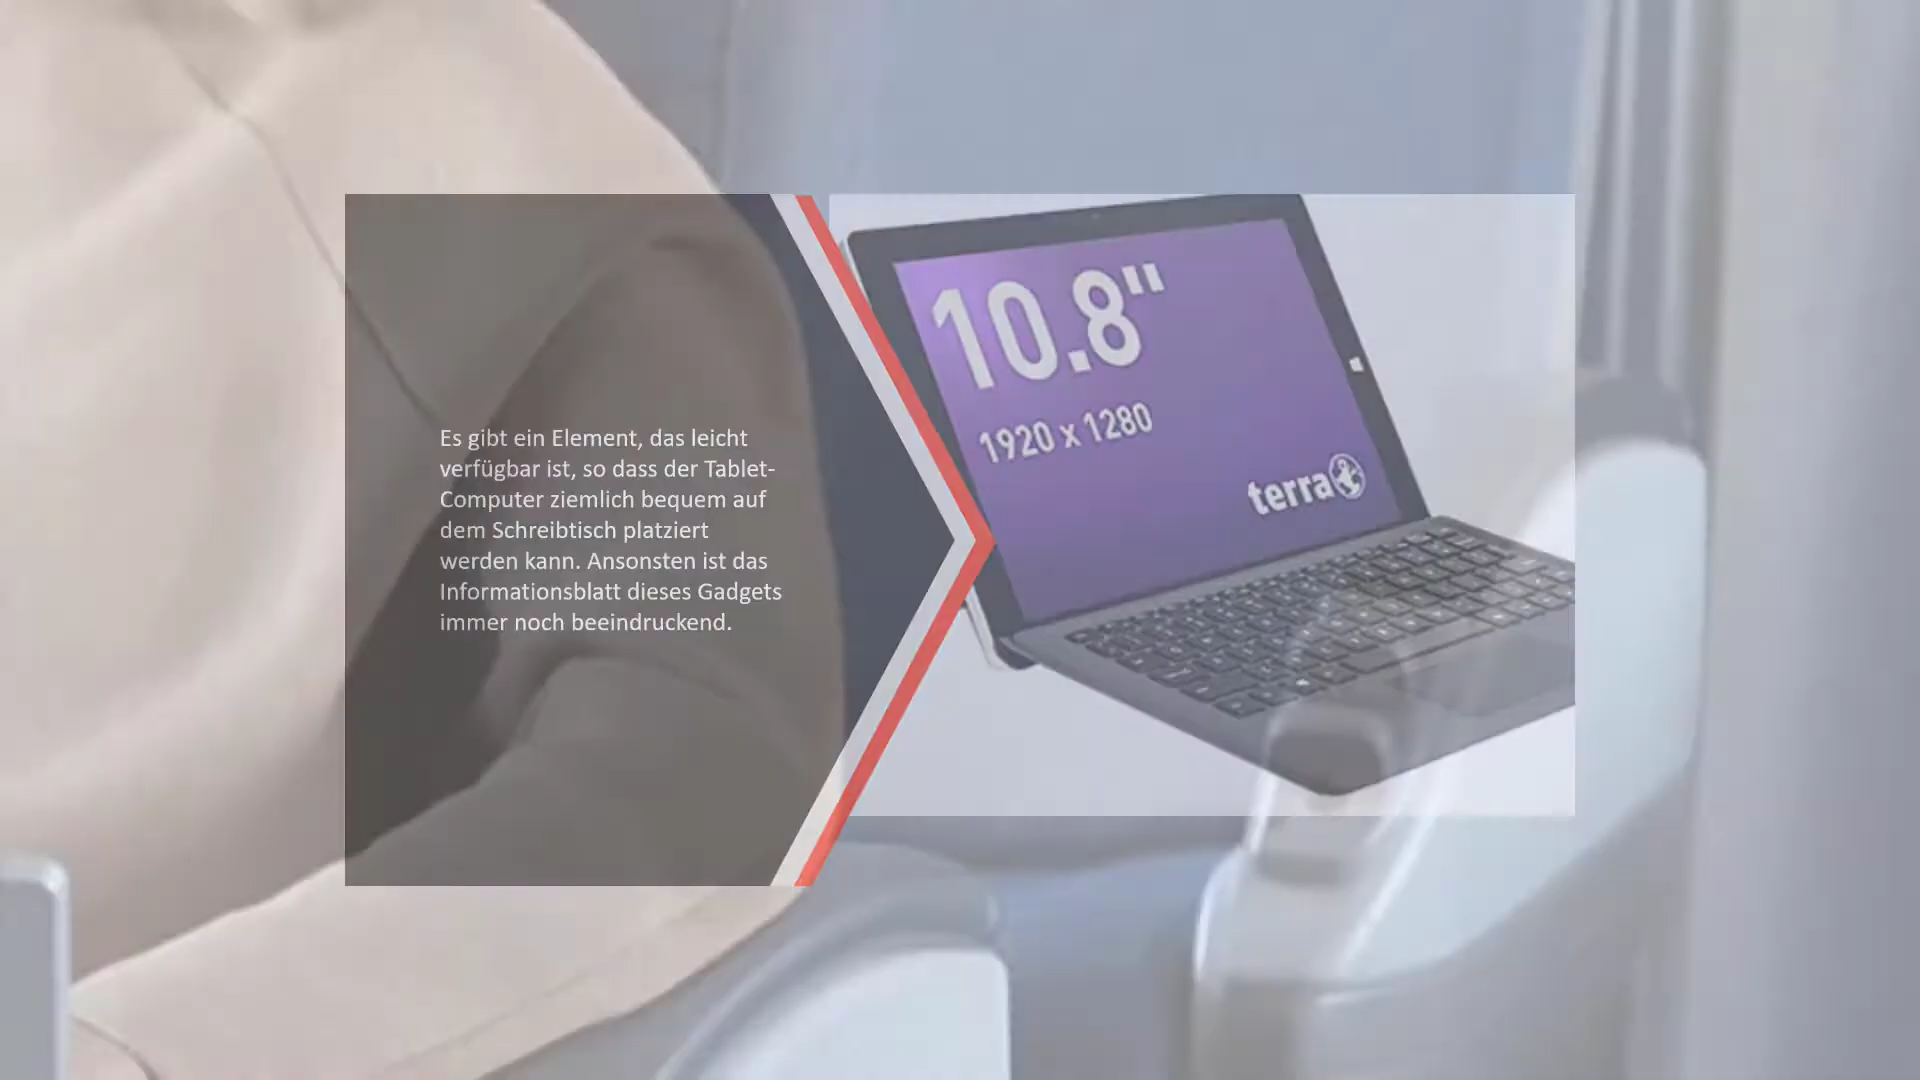 Es gibt ein Element, das leicht
verfügbar ist, so dass der Tablet-
Computer ziemlich bequem auf
dem Schreibtisch platziert
werden kann. Ansonsten ist das
Informationsblatt dieses Gadgets
immer noch beeindruckend.
10.8"
1920 x 1280
terra